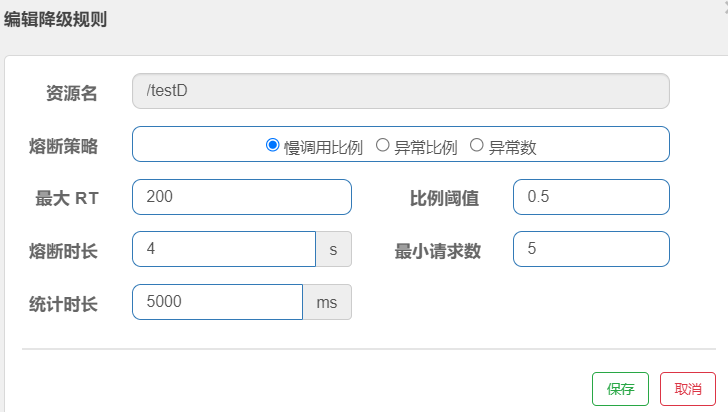 编辑降级规则
资源名 /testD
熔断策略 慢调用比例 异常比例 异常数
最大 RT 200 比例阈值 0.5
熔断时长 4 s 最小请求数 5
统计时长 5000 ms
保存 取消